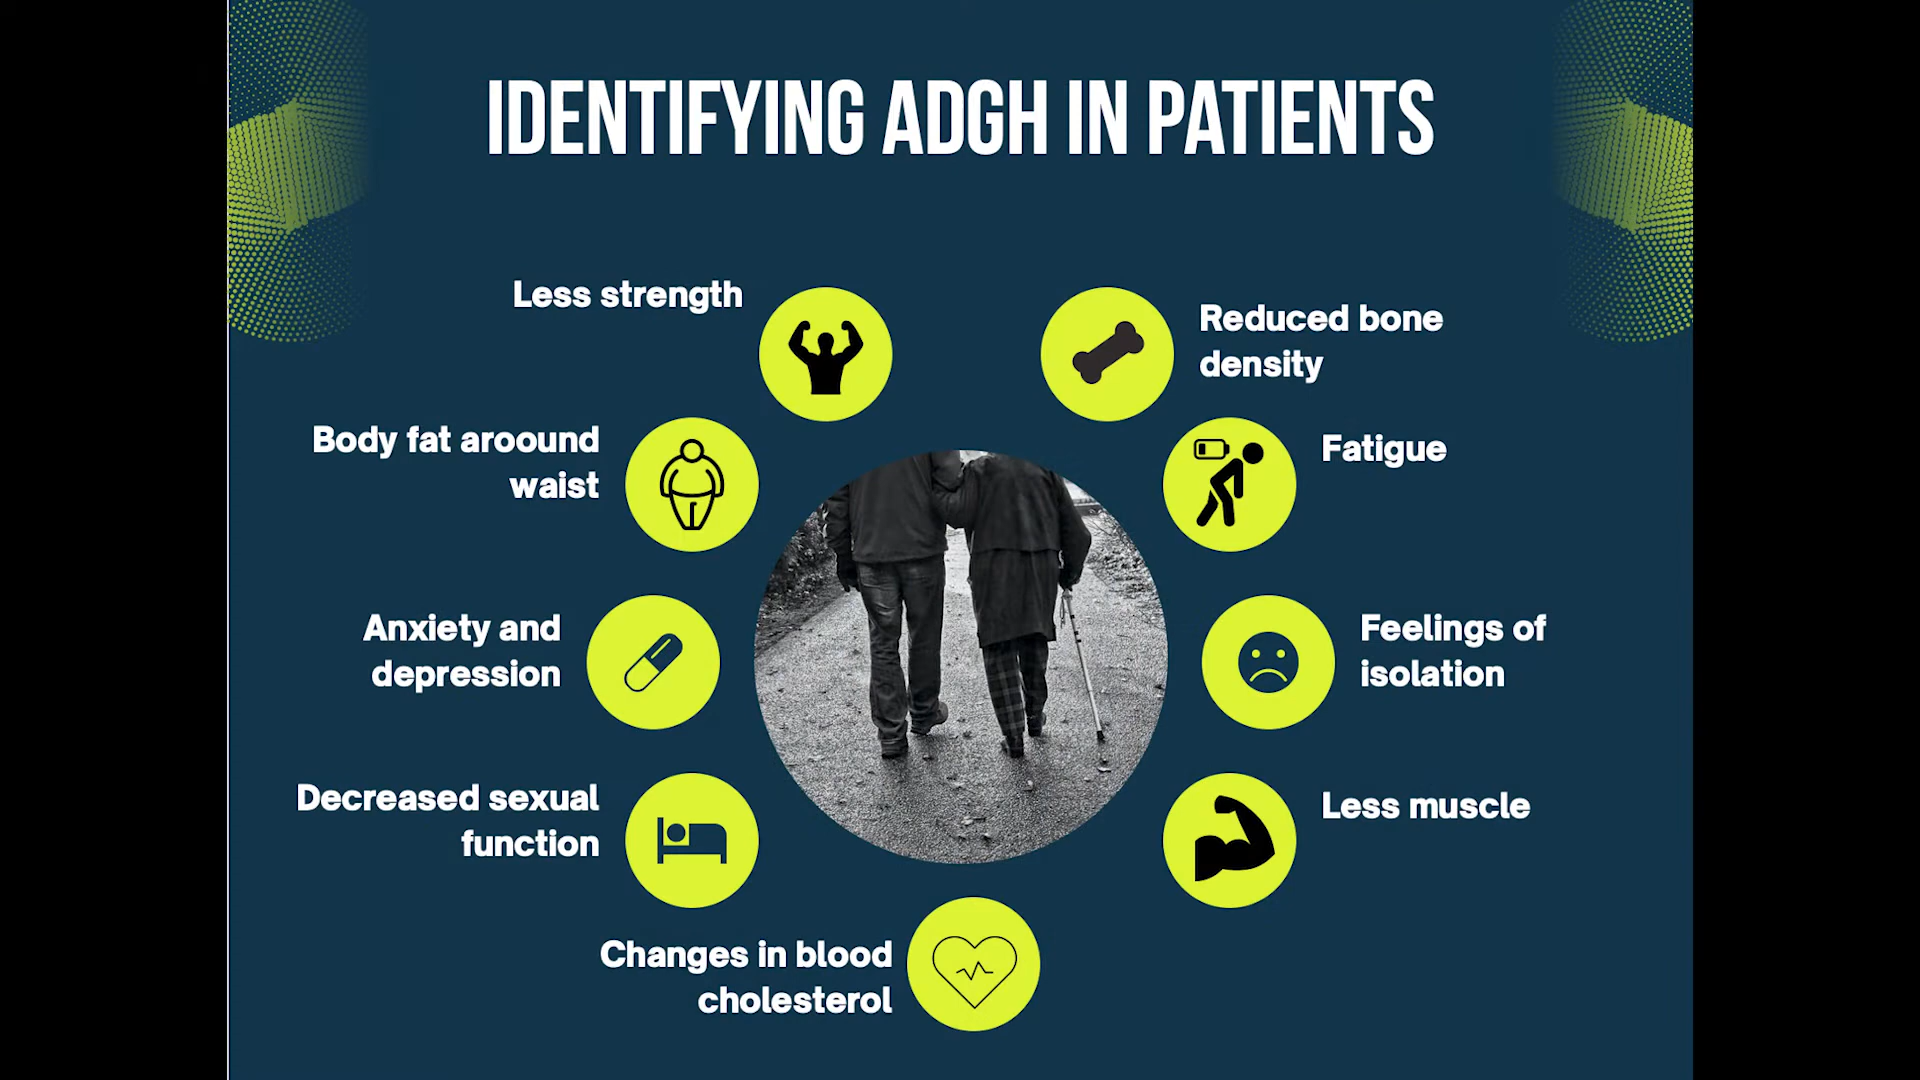 IDENTIFYING ADGH IN PATIENTS
Less strength
Reduced bone
density
Body fat aroound
waist
Fatigue
Anxiety and
depression
Feelings of
isolation
Decreased sexual
function
Less muscle
Changes in blood
cholesterol